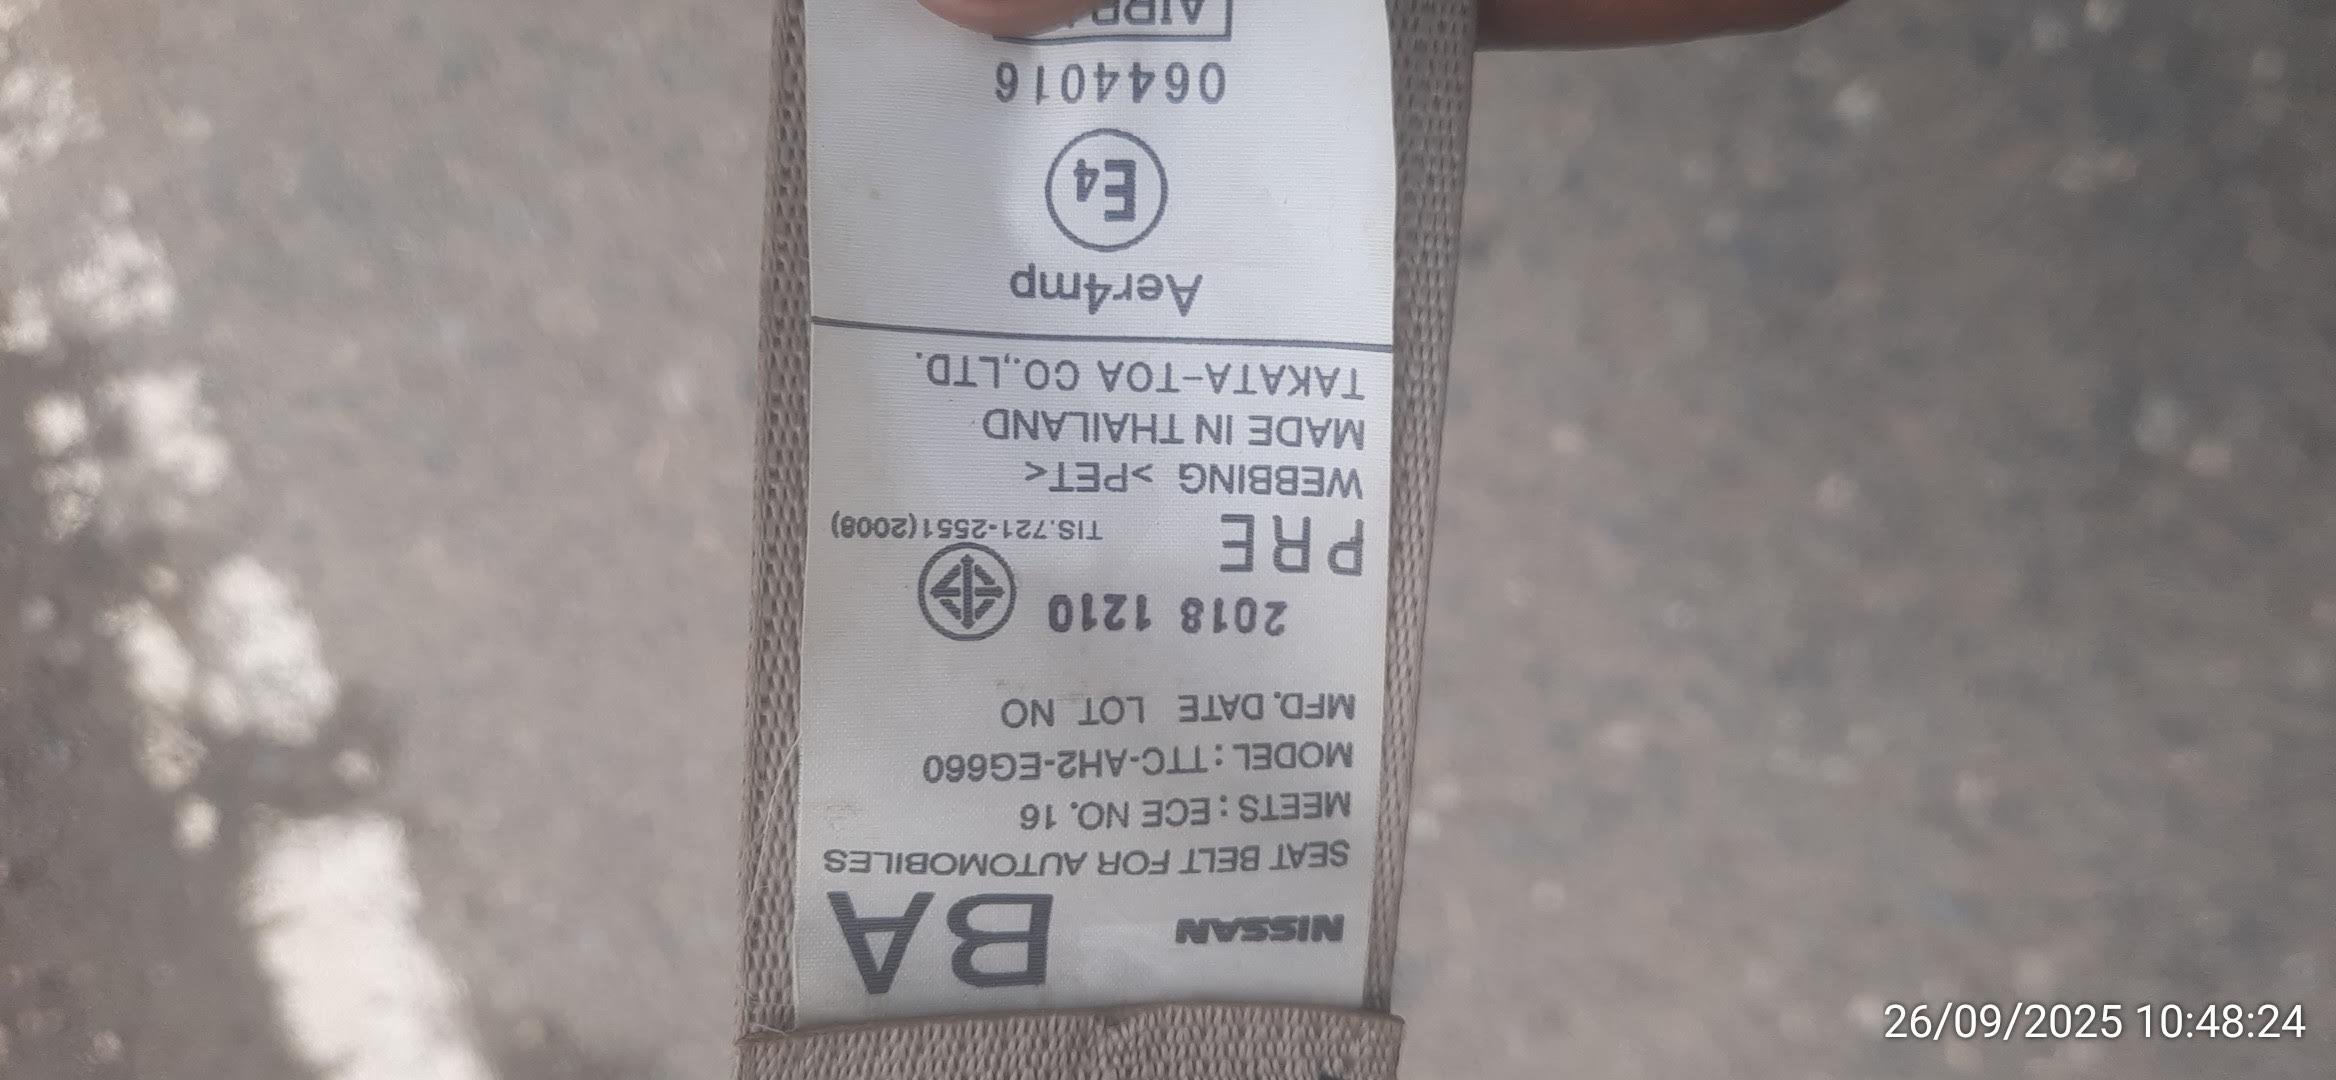 NISSAN BA
SEAT BELT FOR AUTOMOBILES
MEETS : ECE NO. 16
MODEL : TTC-AH2-EG660
MFD. DATE LOT NO
2018 1210
PRE TIS.721-2551(2008)
WEBBING >PET<
MADE IN THAILAND
TAKATA-TOA CO.,LTD.
Aer4mp
E4
0644016
26/09/2025 10:48:24